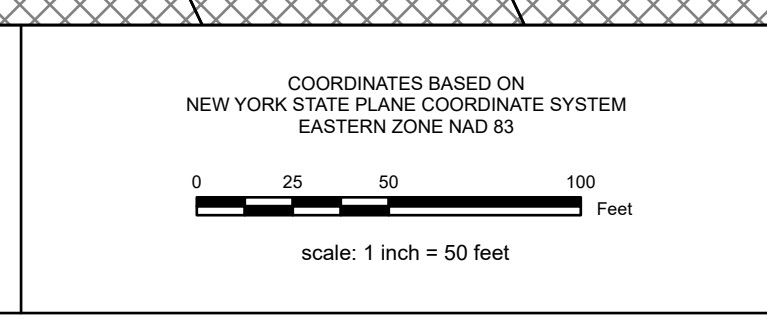 COORDINATES BASED ON
NEW YORK STATE PLANE COORDINATE SYSTEM
EASTERN ZONE NAD 83
0 25 50 100
Feet
scale: 1 inch = 50 feet